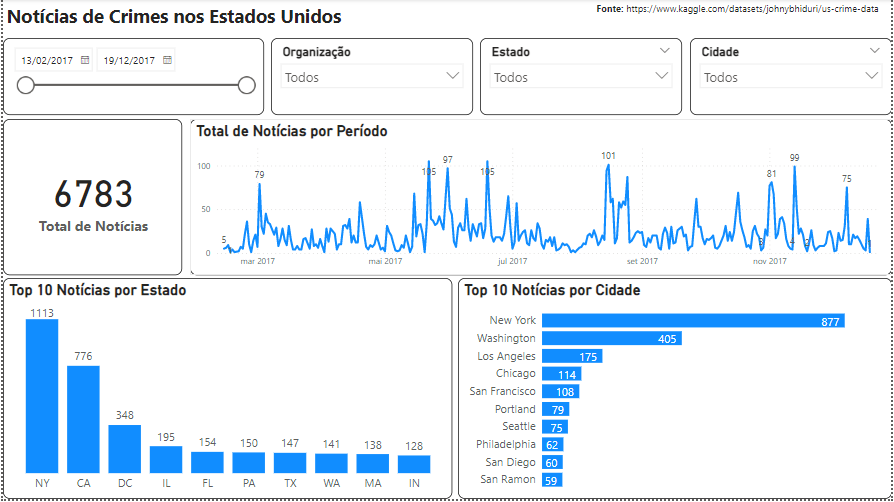 Notícias de Crimes nos Estados Unidos
Fonte: https://www.kaggle.com/datasets/johnybhiduri/us-crime-data
13/02/2017 19/12/2017
Organização
Todos
Estado
Todos
Cidade
Todos
6783
Total de Notícias
Total de Notícias por Período
100
50
0
5
79
105
97
105
101
3
81
4
99
2
75
1
mar 2017 mai 2017 jul 2017 set 2017 nov 2017
Top 10 Notícias por Estado
1113
776
348
195
154
150
147
141
138
128
NY CA DC IL FL PA TX WA MA IN
Top 10 Notícias por Cidade
New York 877
Washington 405
Los Angeles 175
Chicago 114
San Francisco 108
Portland 79
Seattle 75
Philadelphia 62
San Diego 60
San Ramon 59